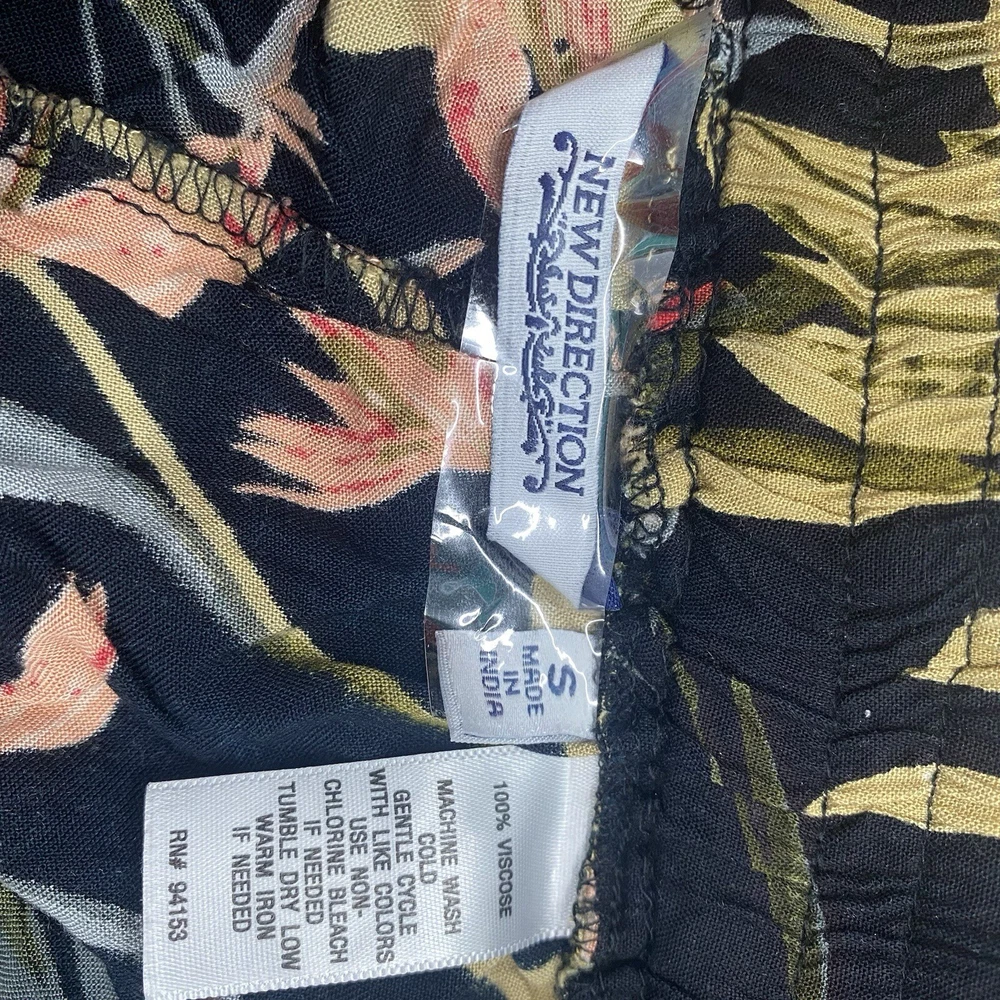 NEW DIRECTION
S
MADE
IN
INDIA
100% VISCOSE
MACHINE WASH
COLD
GENTLE CYCLE
WITH LIKE COLORS
USE NON-
CHLORINE BLEACH
IF NEEDED
TUMBLE DRY LOW
WARM IRON
IF NEEDED
RN# 94153